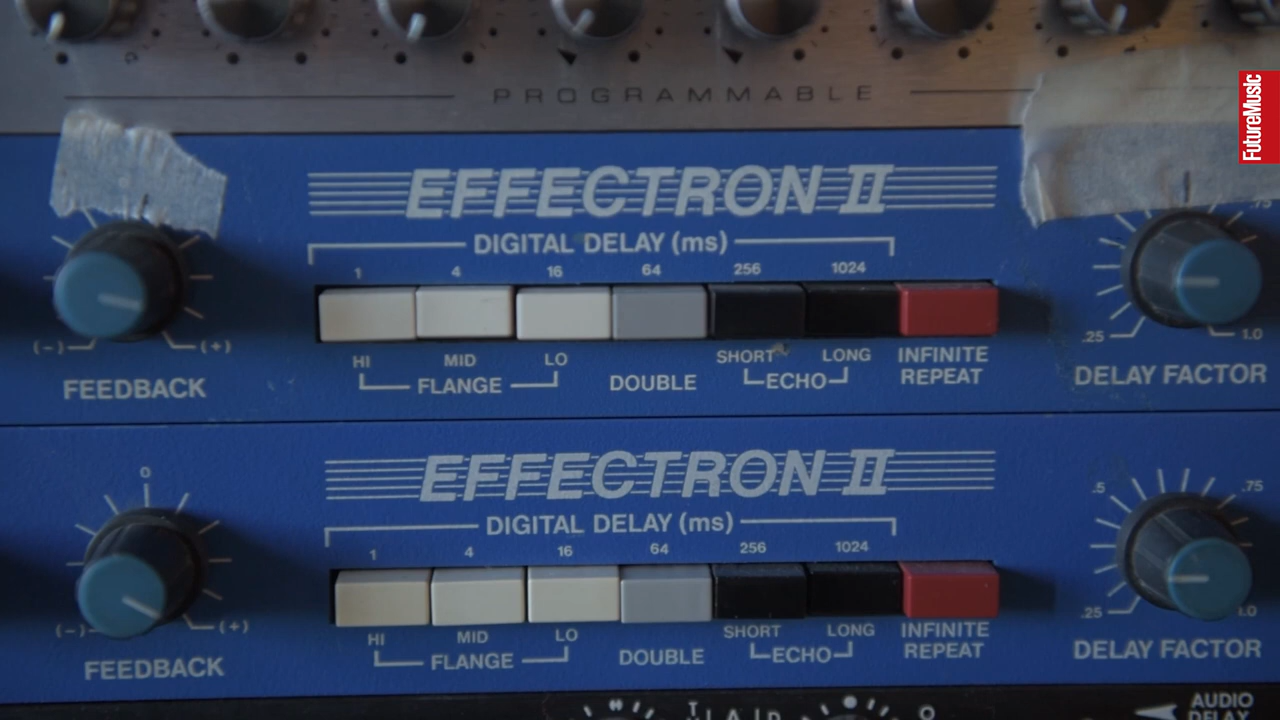 PROGRAMMABLE
FutureMusic
EFFECTRON II
DIGITAL DELAY (ms)
1 4 16 64 256 1024
.75
.25 1.0
HI MID LO SHORT LONG INFINITE
(-) (+)
FLANGE DOUBLE ECHO REPEAT
FEEDBACK DELAY FACTOR
EFFECTRON II
0
DIGITAL DELAY (ms)
.5 .75
1 4 16 64 256 1024
.25 1.0
(-) (+)
HI MID LO SHORT LONG INFINITE
FLANGE DOUBLE ECHO REPEAT
FEEDBACK DELAY FACTOR
AUDIO
DELAY